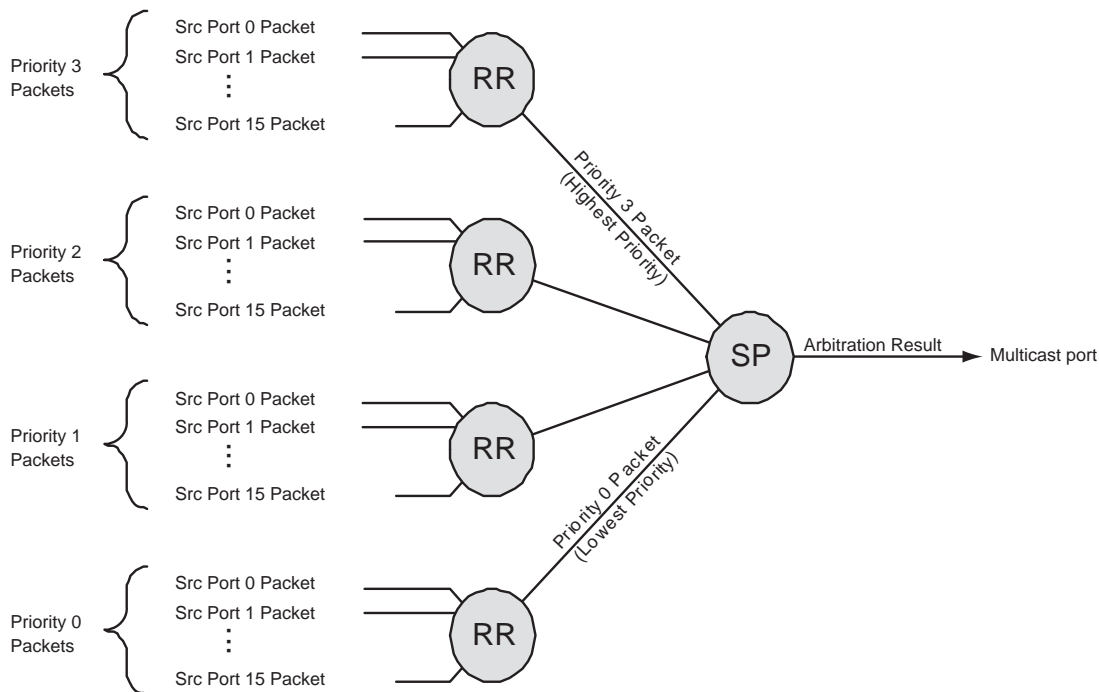 Priority 3
Packets
Src Port 0 Packet
Src Port 1 Packet
Src Port 15 Packet
RR
Priority 3 Packet
(Highest Priority)
Priority 2
Packets
Src Port 0 Packet
Src Port 1 Packet
Src Port 15 Packet
RR
SP
Arbitration Result
Multicast port
Priority 1
Packets
Src Port 0 Packet
Src Port 1 Packet
Src Port 15 Packet
RR
Priority 0 Packet
(Lowest Priority)
Priority 0
Packets
Src Port 0 Packet
Src Port 1 Packet
Src Port 15 Packet
RR